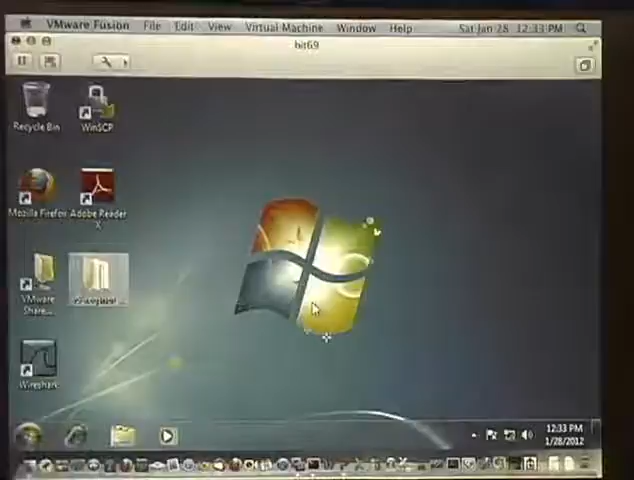 VMware Fusion File Edit View Virtual Machine Window Help Sat Jan 28 12:33 PM
hit69
Recycle Bin WinSCP
Mozilla Firefox Adobe Reader
X
VMware
Share...
Wireshark
12:33 PM
1/28/2012